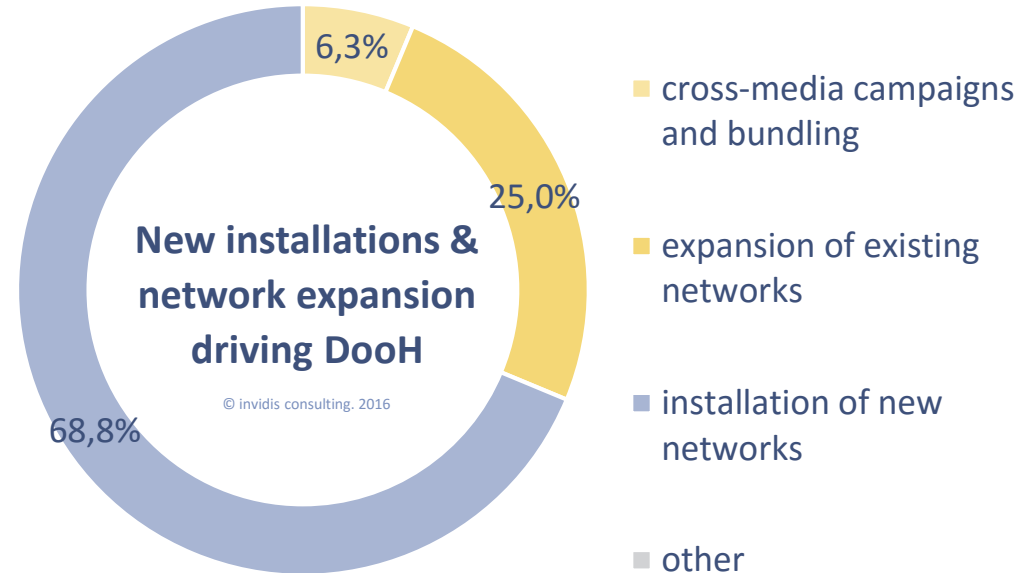 6,3%
25,0%
68,8%
New installations &
network expansion
driving DooH
© invidis consulting. 2016
cross-media campaigns
and bundling
expansion of existing
networks
installation of new
networks
other